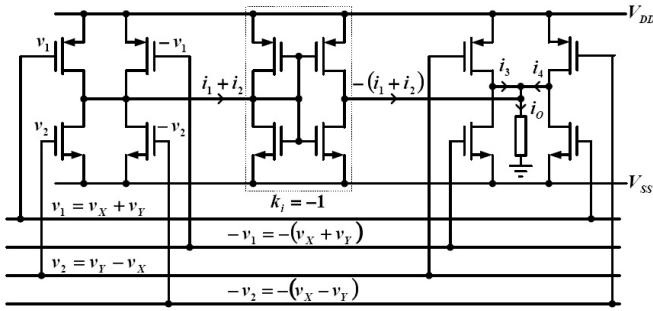 V_DD
v_1
-v_1
i_1 + i_2
-(i_1 + i_2)
i_3
i_4
i_O
v_2
-v_2
V_SS
k_i = -1
v_1 = v_X + v_Y
-v_1 = -(v_X + v_Y)
v_2 = v_Y - v_X
-v_2 = -(v_X - v_Y)